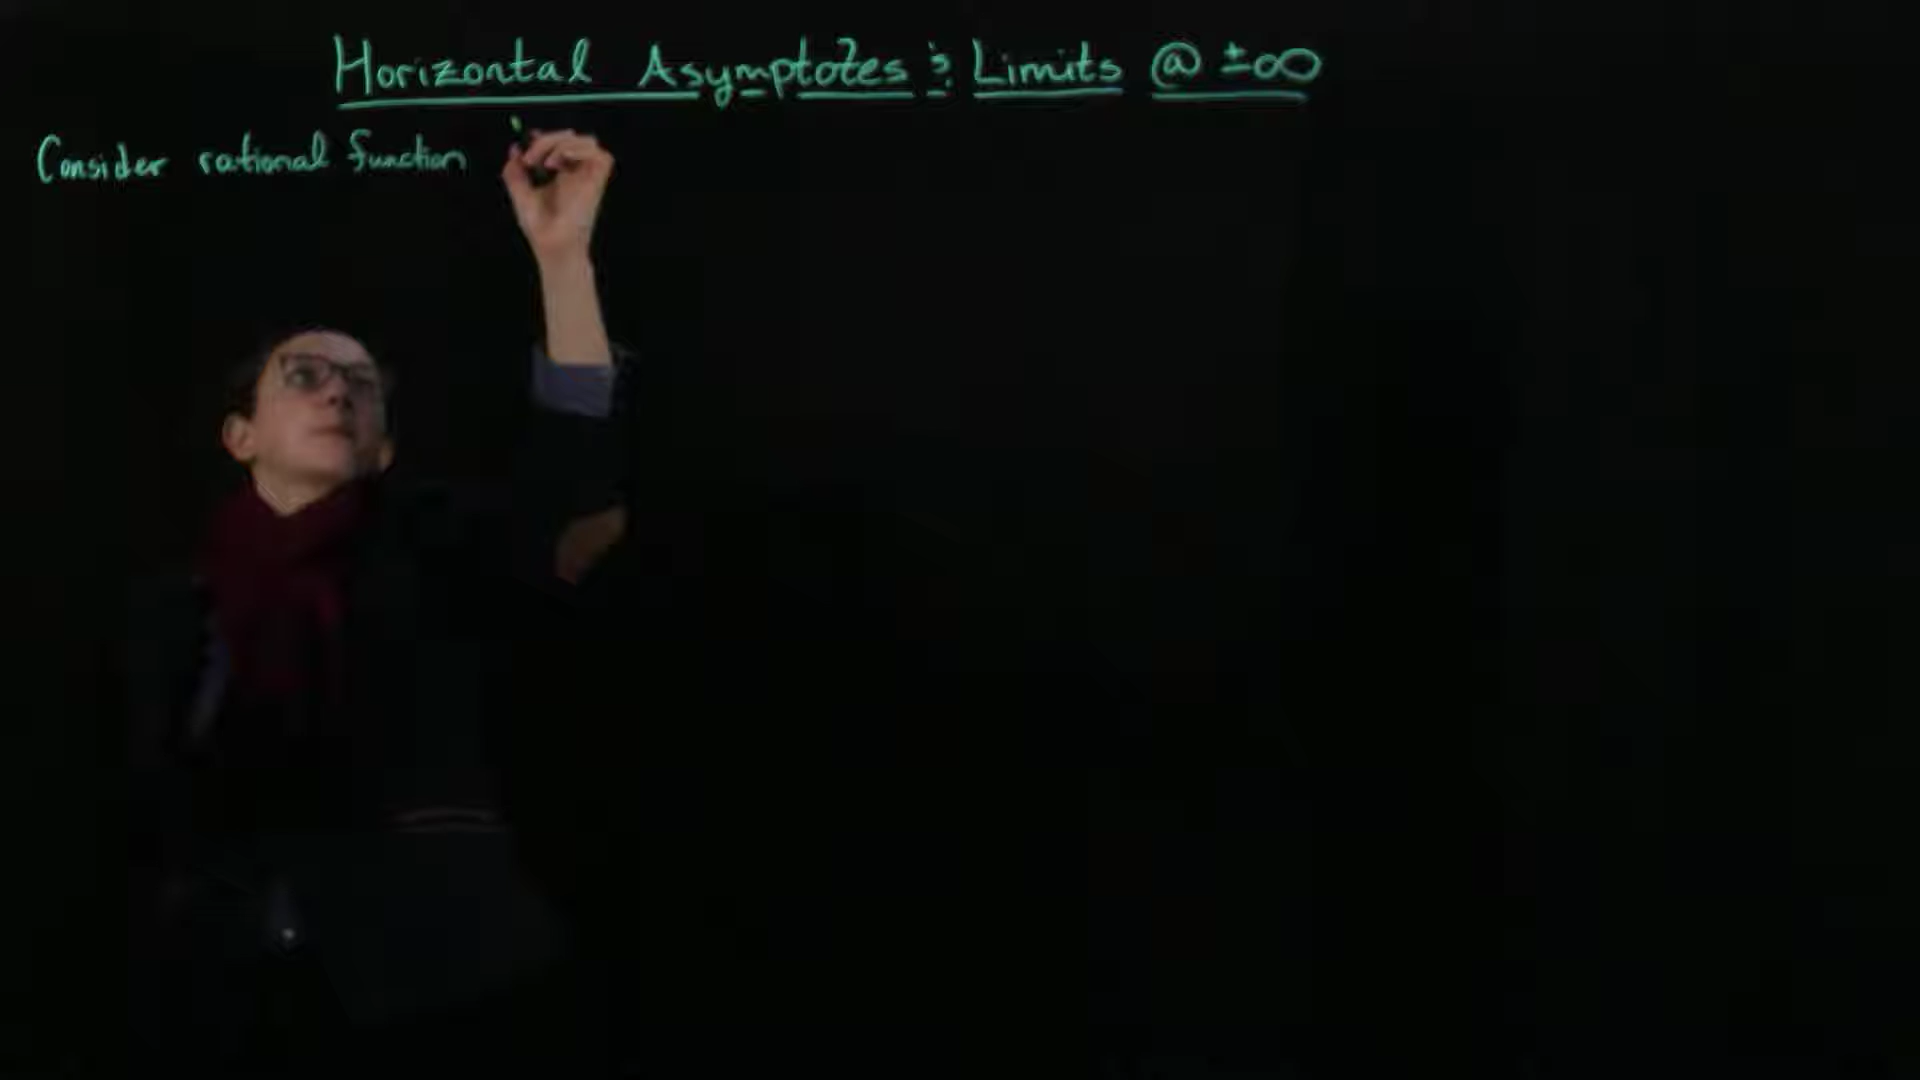 Horizontal Asymptotes & Limits @ ±∞
Consider rational function